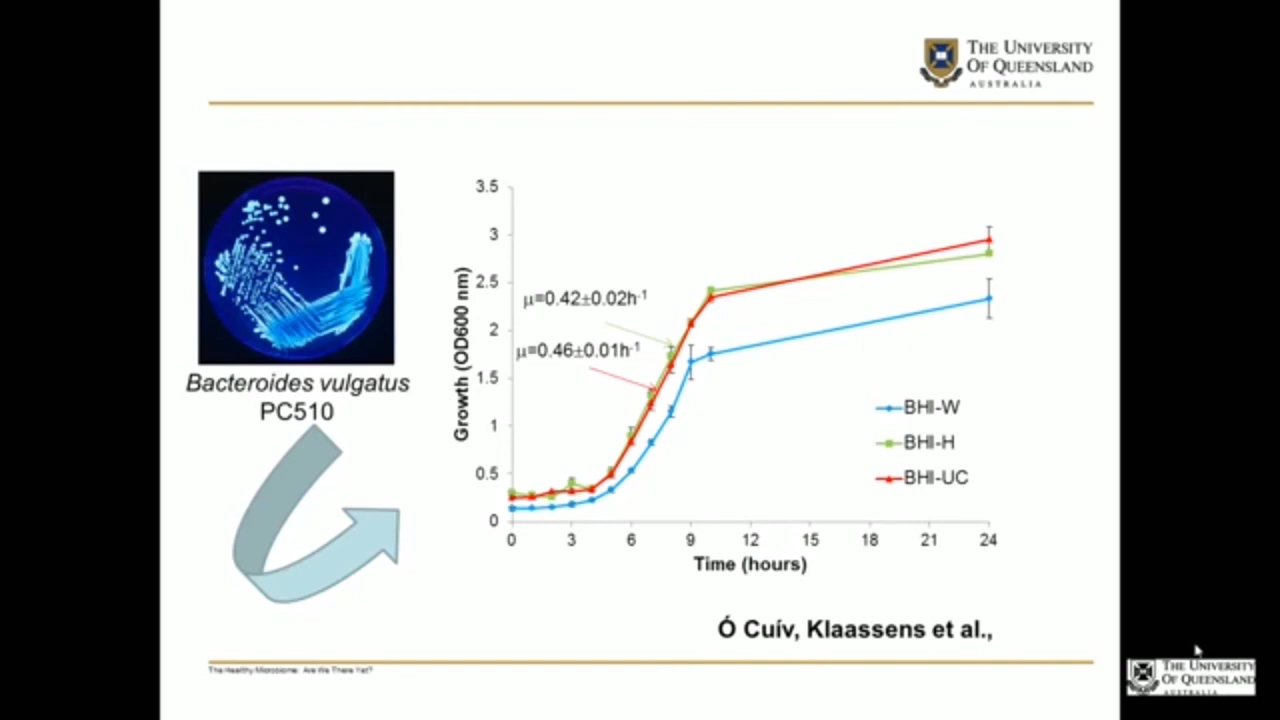 THE UNIVERSITY
OF QUEENSLAND
AUSTRALIA
Bacteroides vulgatus
PC510
3.5
3
2.5
2
1.5
1
0.5
0
Growth (OD600 nm)
μ=0.42±0.02h⁻¹
μ=0.46±0.01h⁻¹
BHI-W
BHI-H
BHI-UC
0 3 6 9 12 15 18 21 24
Time (hours)
Ó Cuív, Klaassens et al.,
The Healthy Microbiome: Are We There Yet?
THE UNIVERSITY
OF QUEENSLAND
AUSTRALIA